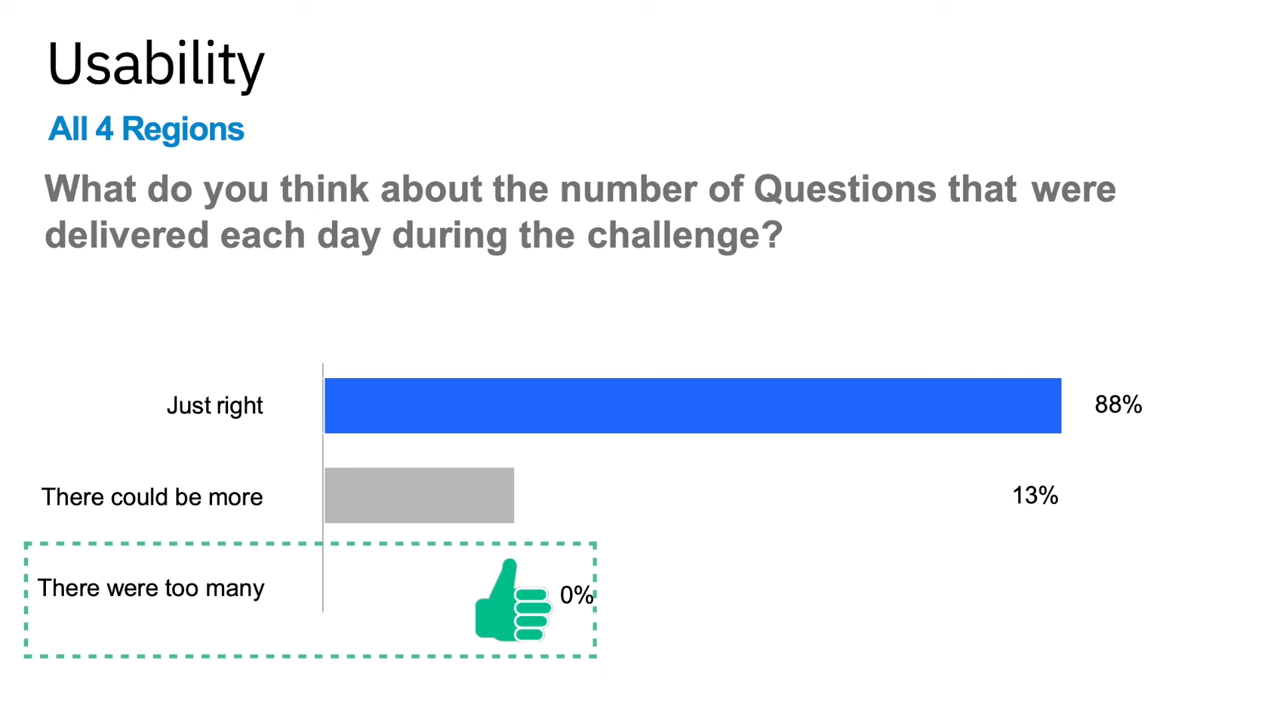 Usability
All 4 Regions
What do you think about the number of Questions that were
delivered each day during the challenge?
Just right 88%
There could be more 13%
There were too many 0%